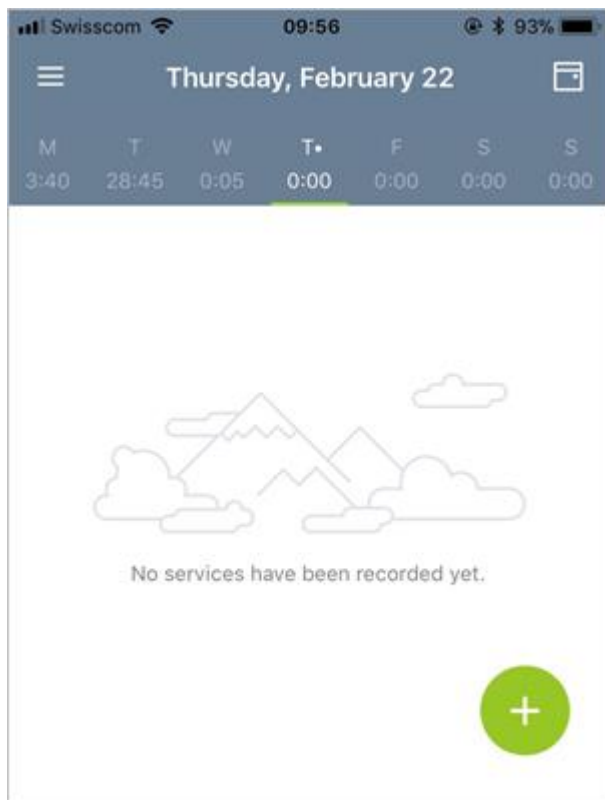 Swisscom 09:56 93%
Thursday, February 22
M T W T• F S S
3:40 28:45 0:05 0:00 0:00 0:00 0:00
No services have been recorded yet.
+